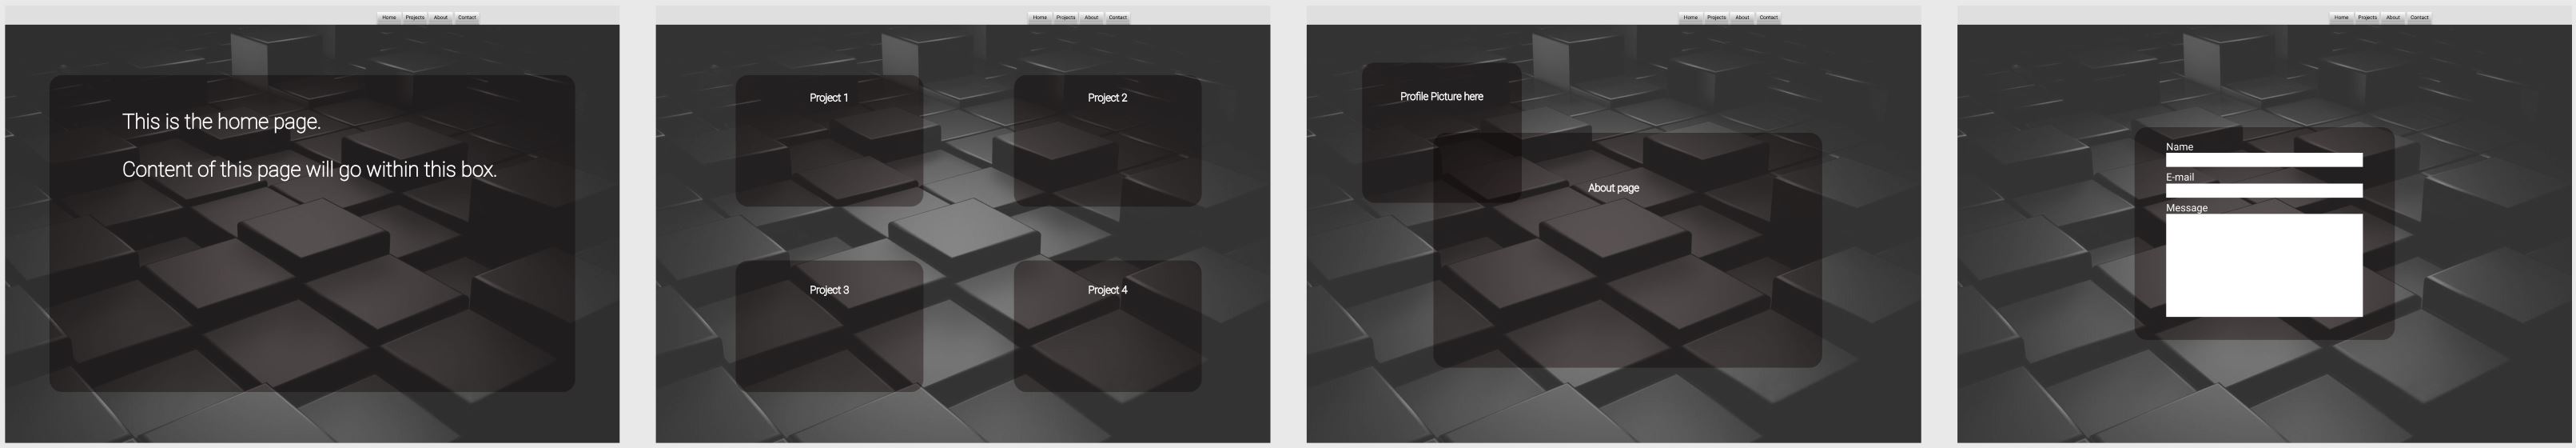 Home Projects About Contact
This is the home page.
Content of this page will go within this box.
Home Projects About Contact
Project 1
Project 2
Project 3
Project 4
Home Projects About Contact
Profile Picture here
About page
Home Projects About Contact
Name
E-mail
Message